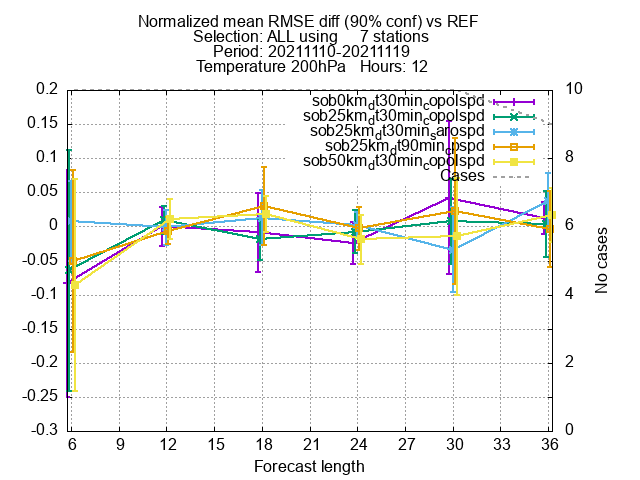 Normalized mean RMSE diff (90% conf) vs REF
Selection: ALL using 7 stations
Period: 20211110-20211119
Temperature 200hPa Hours: 12
0.2
0.15
0.1
0.05
0
-0.05
-0.1
-0.15
-0.2
-0.25
-0.3
10
8
6
4
2
0
sob0km_dt30min_copolspd
sob25km_dt30min_copolspd
sob25km_dt30min_sarospd
sob25km_dt90min_cpspd
sob50km_dt30min_copolspd
Cases
No cases
6 9 12 15 18 21 24 27 30 33 36
Forecast length